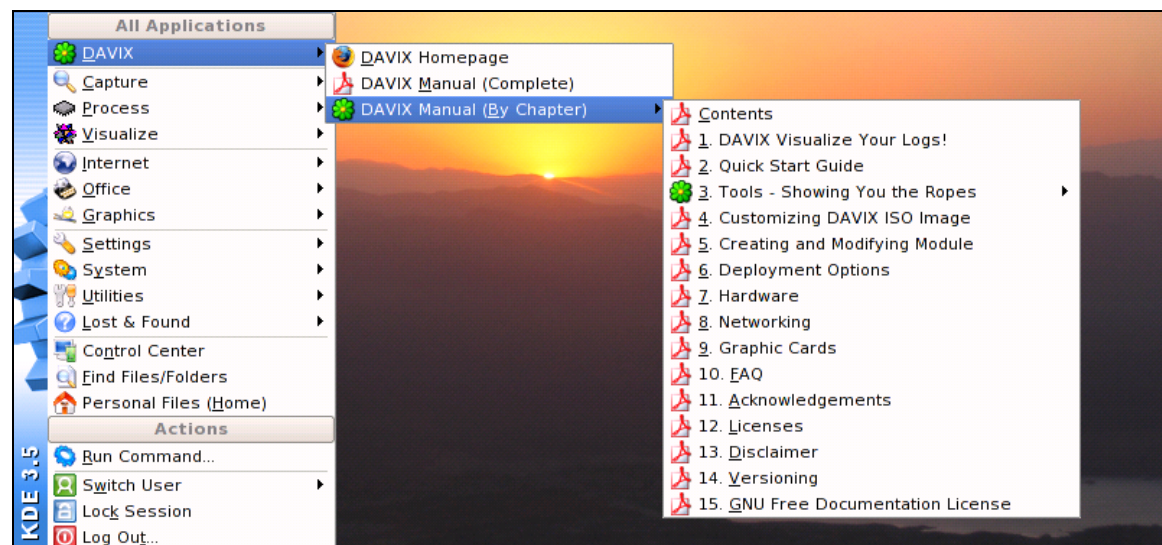 All Applications
DAVIX
Capture
Process
Visualize
Internet
Office
Graphics
Settings
System
Utilities
Lost & Found
Control Center
Find Files/Folders
Personal Files (Home)
Actions
Run Command...
Switch User
Lock Session
Log Out...
KDE 3.5
DAVIX Homepage
DAVIX Manual (Complete)
DAVIX Manual (By Chapter)
Contents
1. DAVIX Visualize Your Logs!
2. Quick Start Guide
3. Tools - Showing You the Ropes
4. Customizing DAVIX ISO Image
5. Creating and Modifying Module
6. Deployment Options
7. Hardware
8. Networking
9. Graphic Cards
10. FAQ
11. Acknowledgements
12. Licenses
13. Disclaimer
14. Versioning
15. GNU Free Documentation License